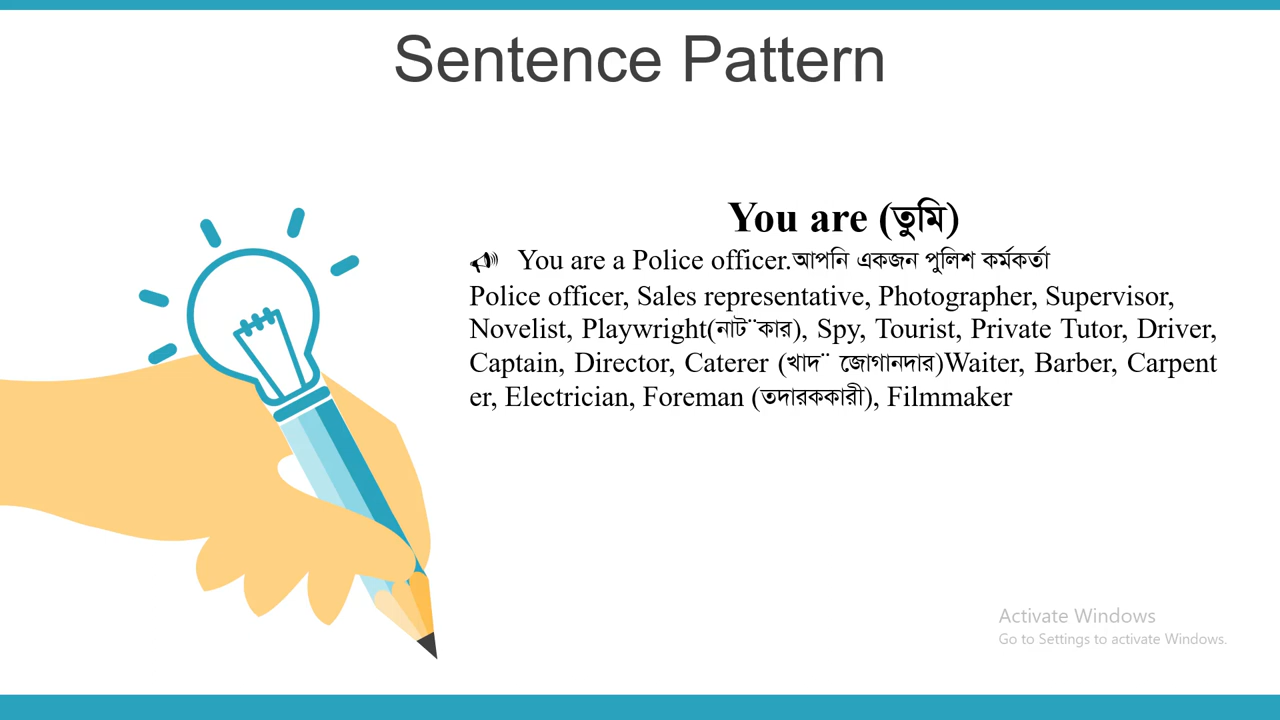 Sentence Pattern
You are (তুমি)
You are a Police officer.আপনি একজন পুলিশ কর্মকর্তা
Police officer, Sales representative, Photographer, Supervisor,
Novelist, Playwright(নাট¨কার), Spy, Tourist, Private Tutor, Driver,
Captain, Director, Caterer (খাদ¨ জোগানদার)Waiter, Barber, Carpent
er, Electrician, Foreman (তদারককারী), Filmmaker
Activate Windows
Go to Settings to activate Windows.